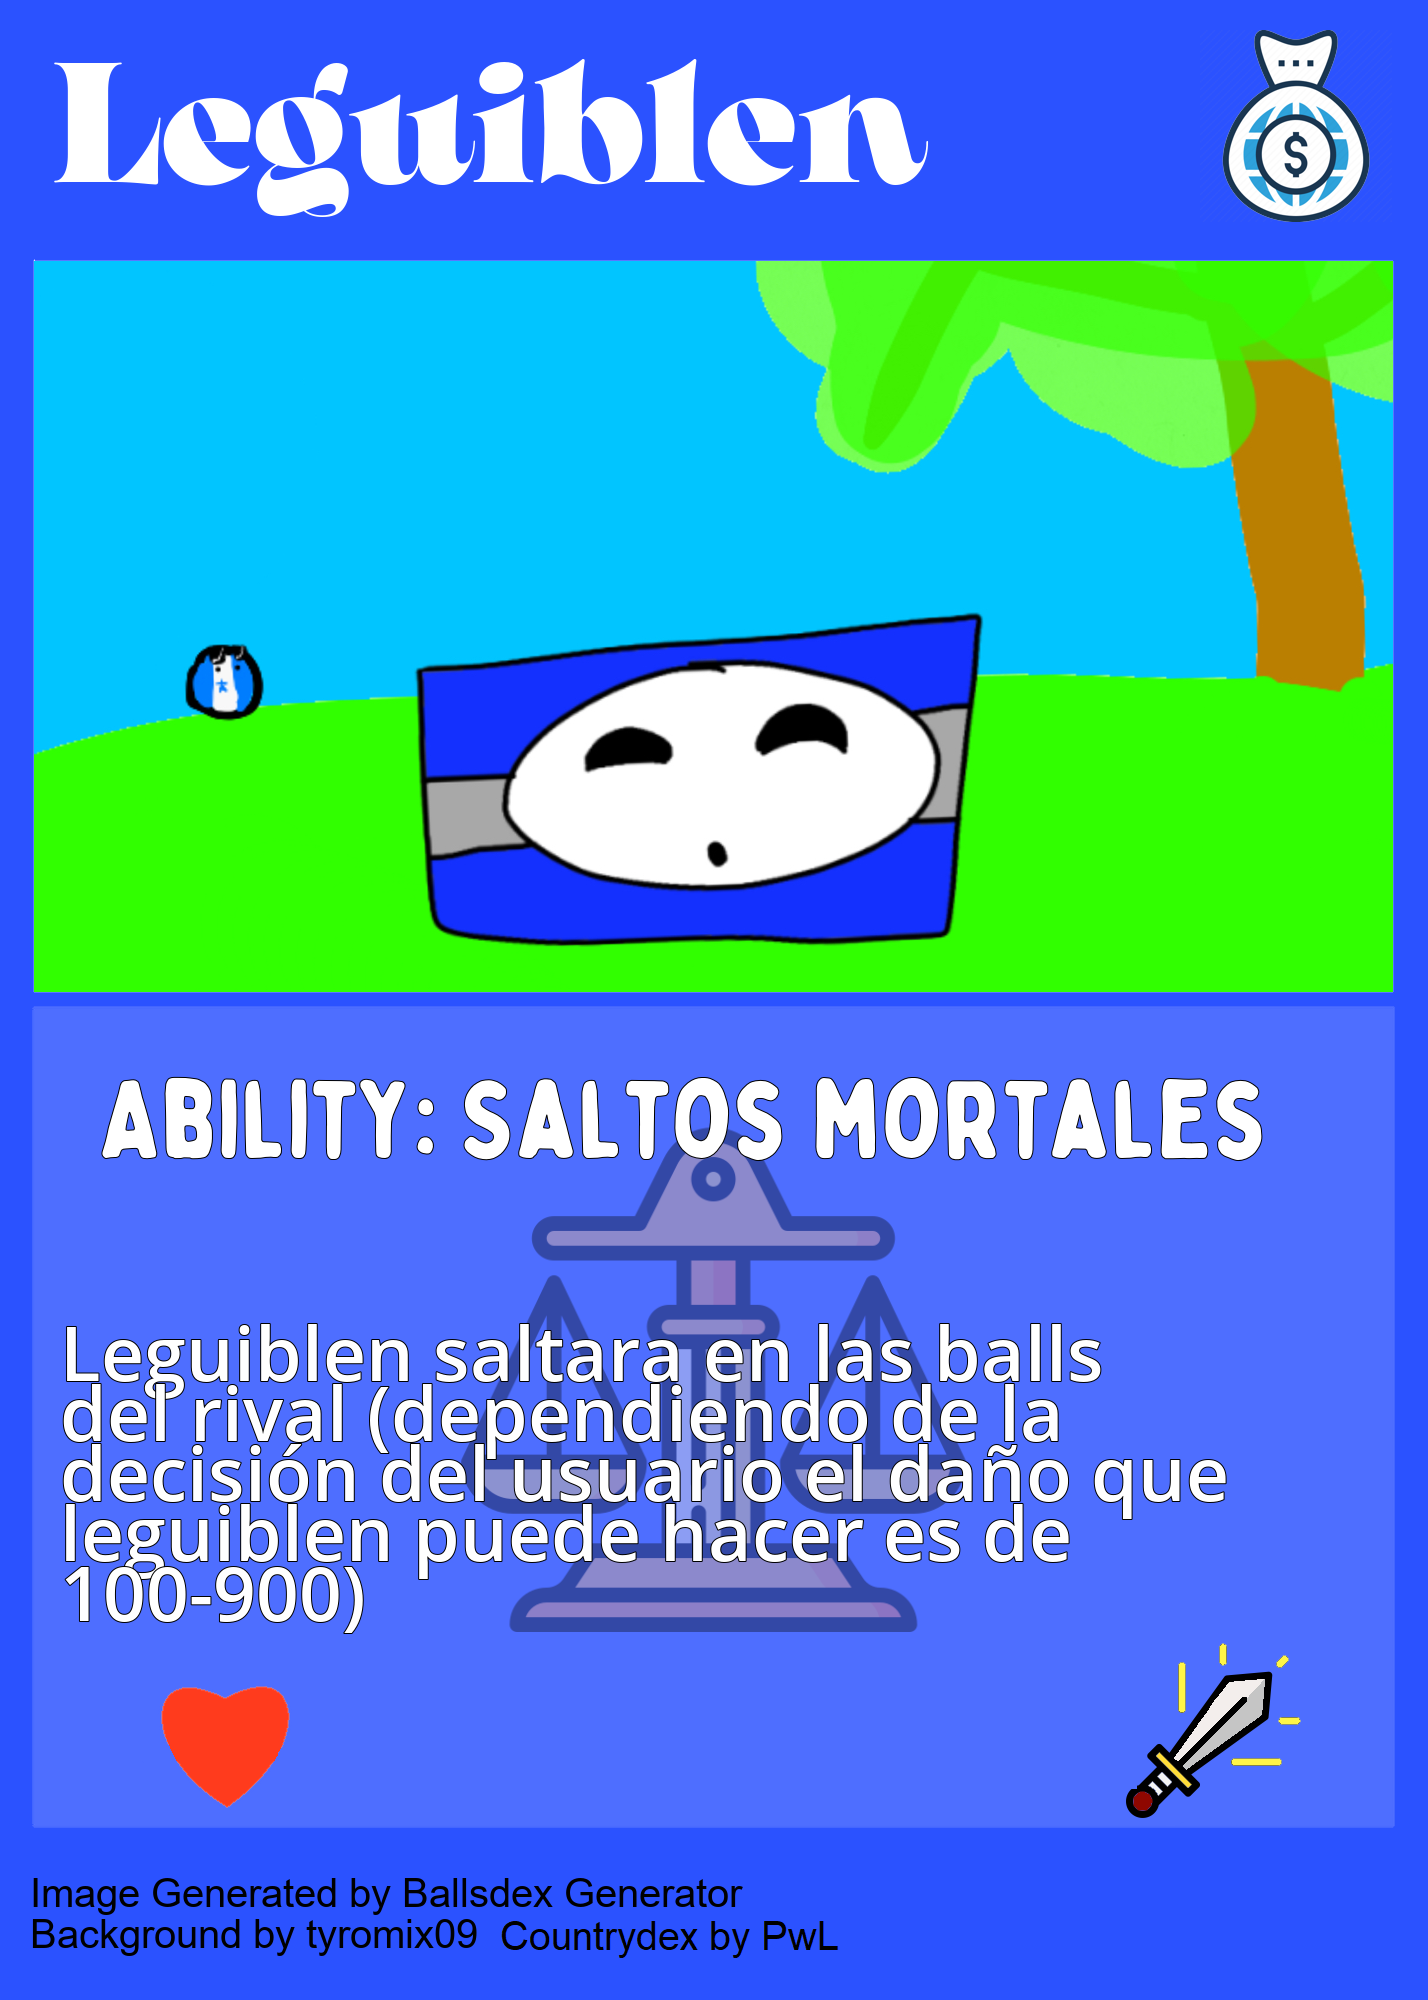 Leguiblen
$
ABILITY: SALTOS MORTALES
Leguiblen saltara en las balls
del rival (dependiendo de la
decisión del usuario el daño que
leguiblen puede hacer es de
100-900)
Image Generated by Ballsdex Generator
Background by tyromix09 Countrydex by PwL